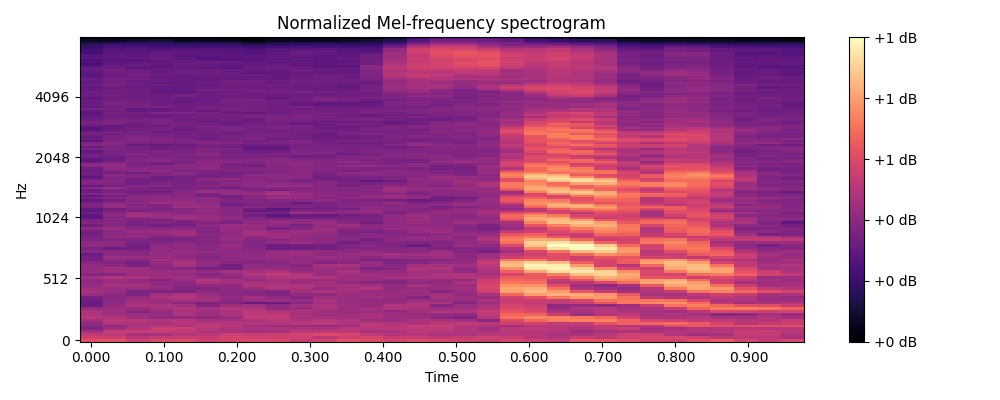 Normalized Mel-frequency spectrogram
Hz
4096
2048
1024
512
0
0.000 0.100 0.200 0.300 0.400 0.500 0.600 0.700 0.800 0.900
Time
+1 dB
+1 dB
+1 dB
+0 dB
+0 dB
+0 dB